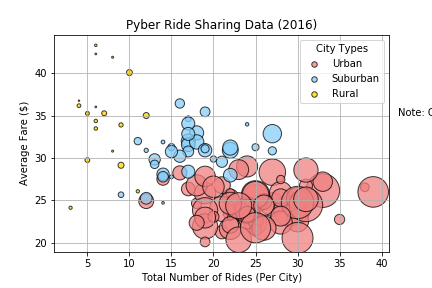 Pyber Ride Sharing Data (2016)
City Types
Urban
Suburban
Rural
Note:
Average Fare ($)
40
35
30
25
20
5
10
15
20
25
30
35
40
Total Number of Rides (Per City)